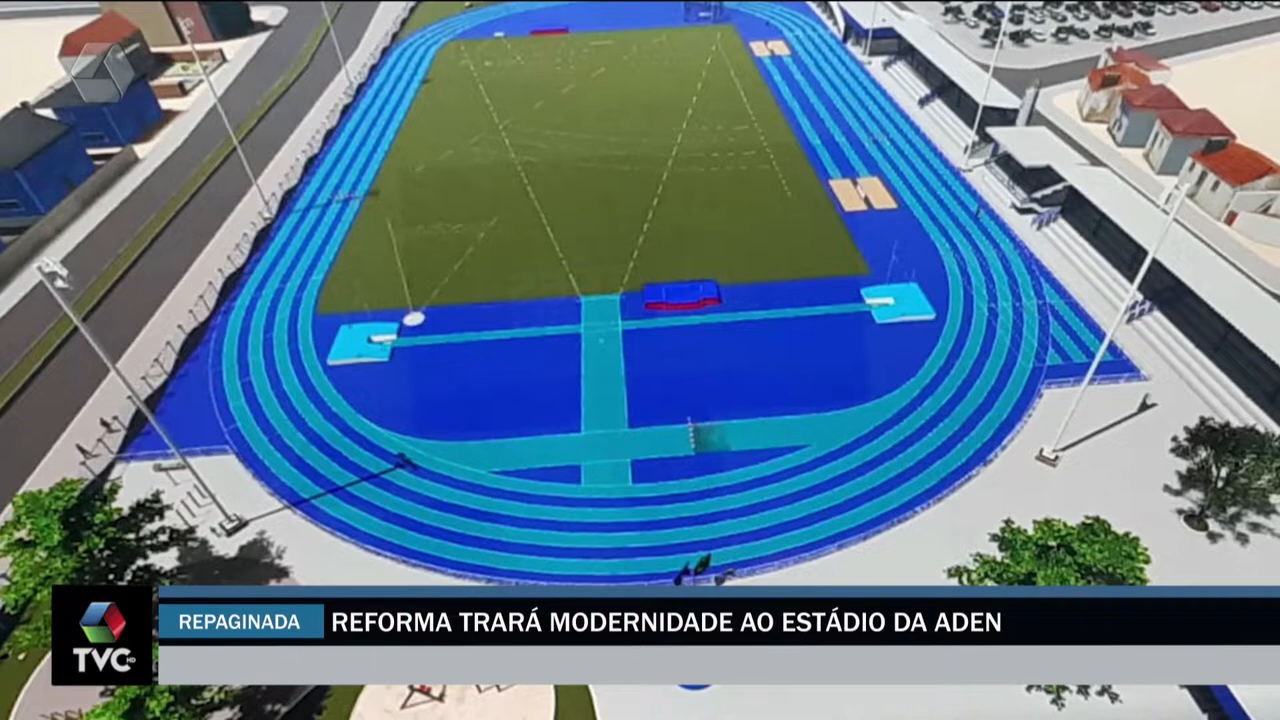 REPAGINADA
REFORMA TRARÁ MODERNIDADE AO ESTÁDIO DA ADEN
TVC HD